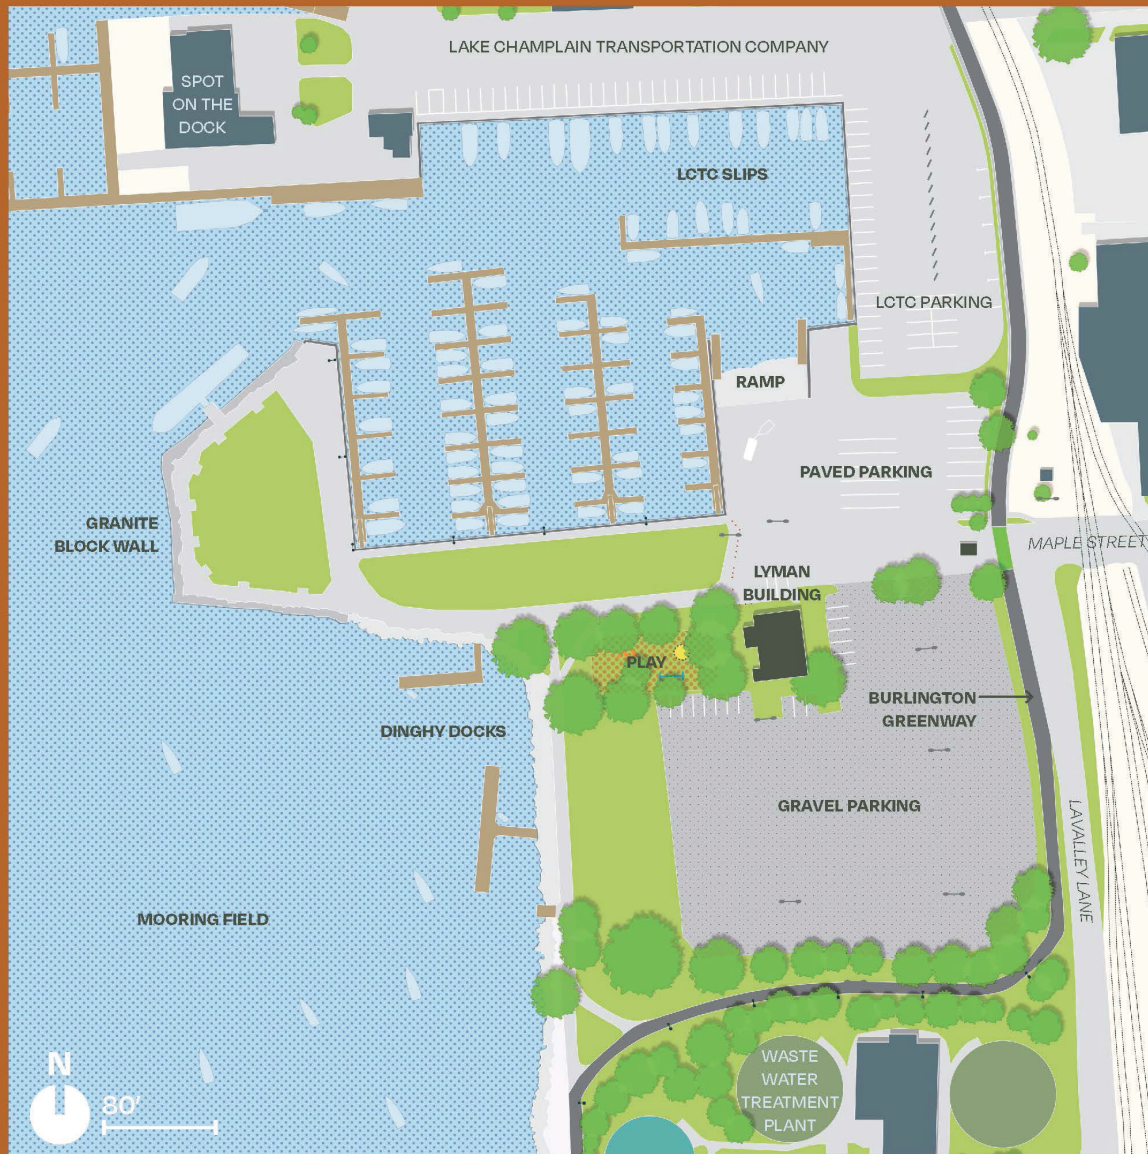 LAKE CHAMPLAIN TRANSPORTATION COMPANY
SPOT
ON THE
DOCK
LCTC SLIPS
LCTC PARKING
RAMP
PAVED PARKING
GRANITE
BLOCK WALL
MAPLE STREET
LYMAN
BUILDING
PLAY
BURLINGTON
GREENWAY
DINGHY DOCKS
GRAVEL PARKING
LAVALLEY LANE
MOORING FIELD
WASTE
WATER
TREATMENT
PLANT
N
80'